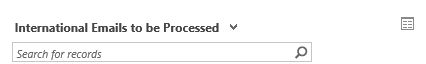 International Emails to be Processed
Search for records